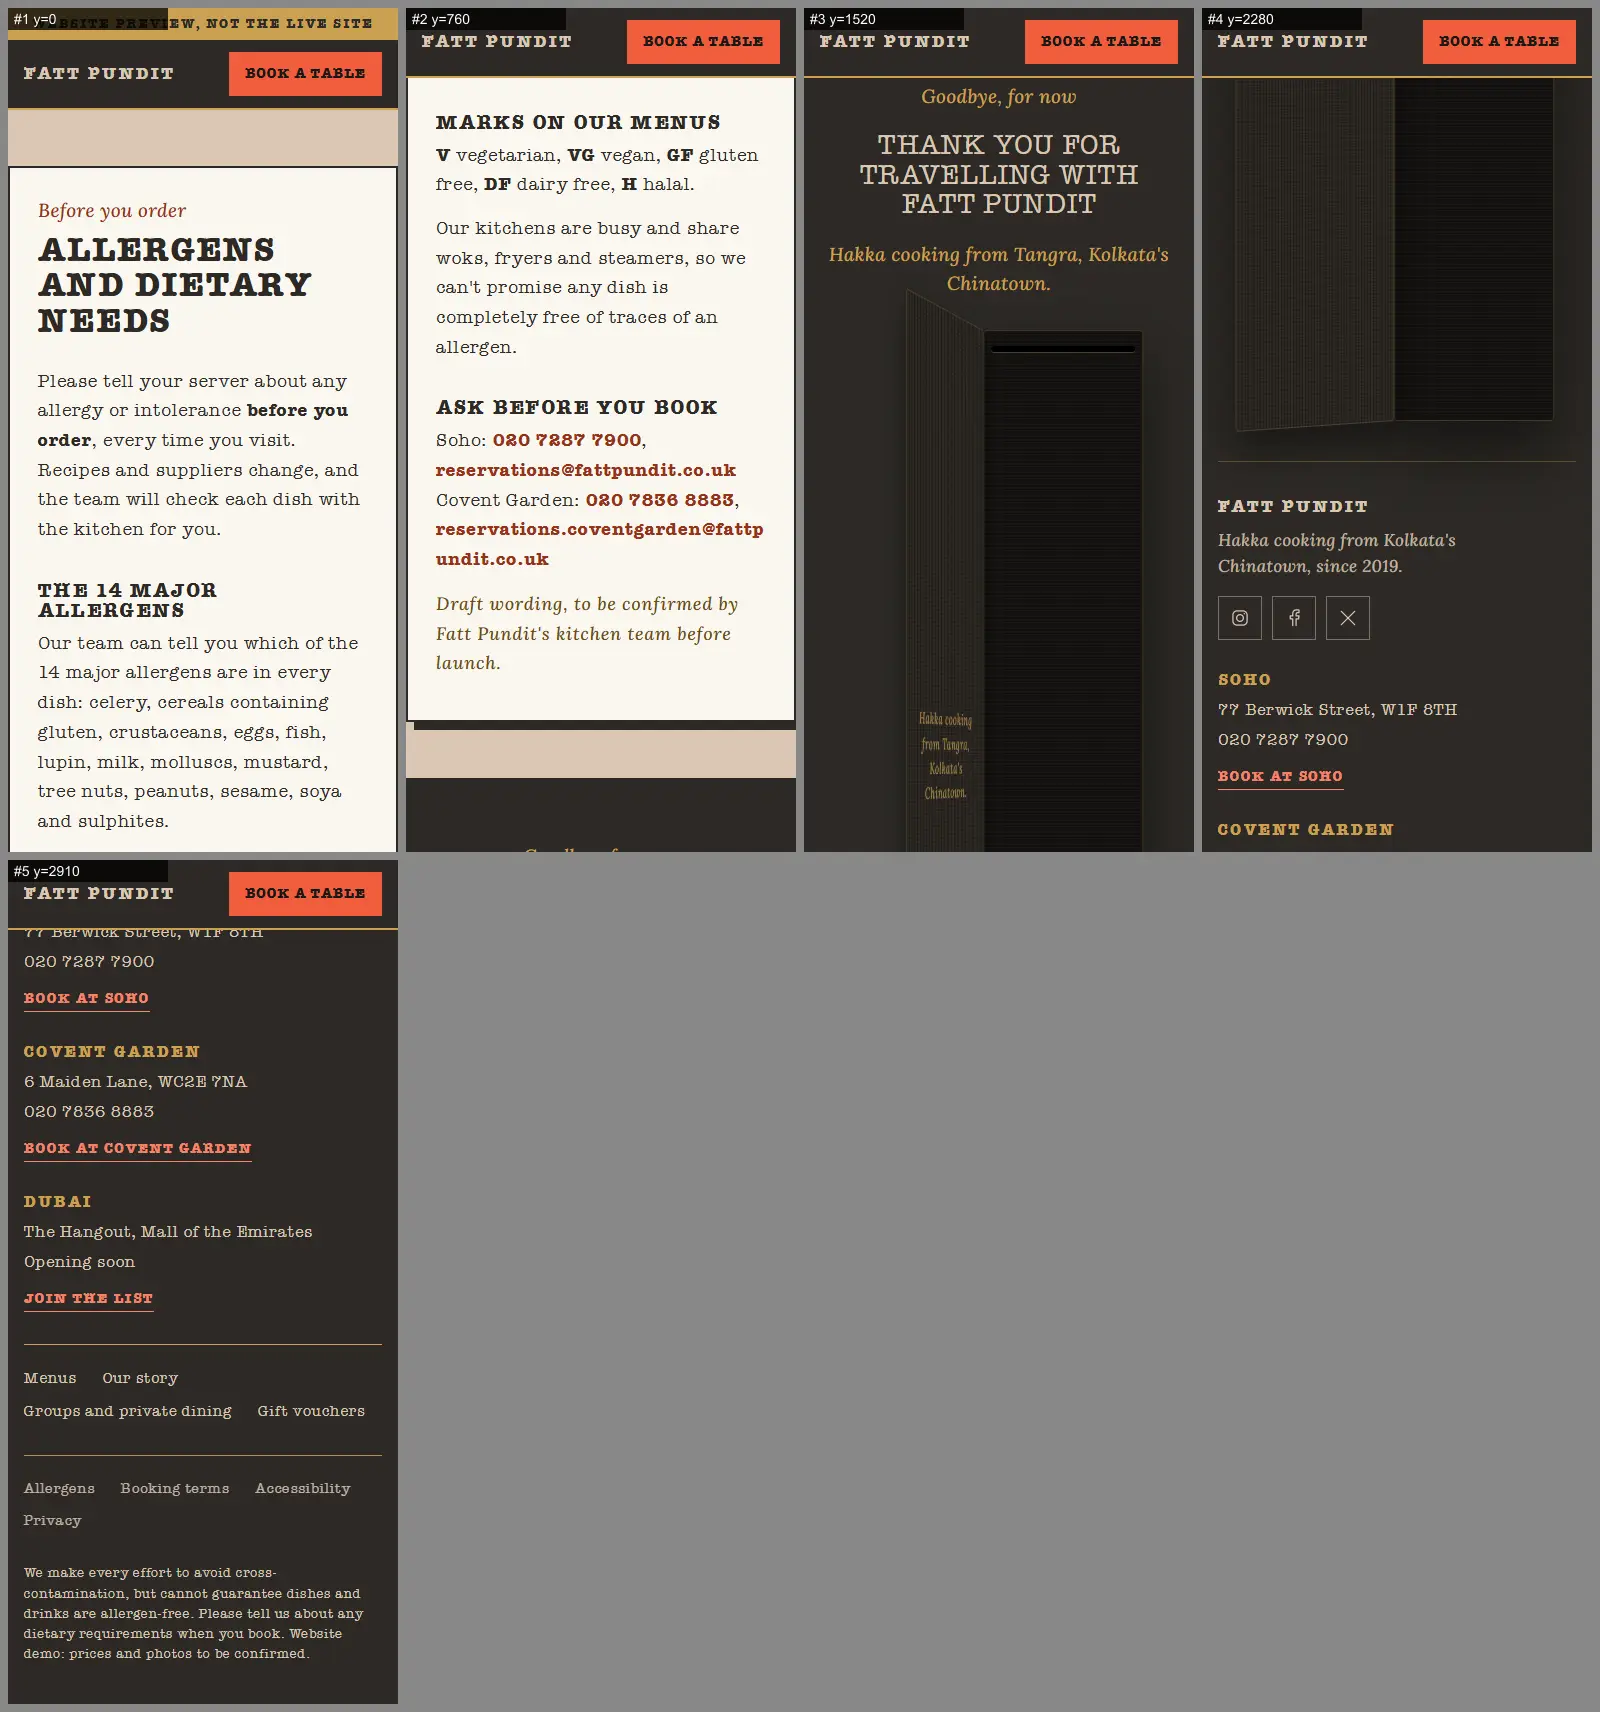 #1 y=0
BSITE PREVIEW, NOT THE LIVE SITE
FATT PUNDIT
BOOK A TABLE
Before you order
ALLERGENS
AND DIETARY
NEEDS
Please tell your server about any
allergy or intolerance before you
order, every time you visit.
Recipes and suppliers change, and
the team will check each dish with
the kitchen for you.
THE 14 MAJOR
ALLERGENS
Our team can tell you which of the
14 major allergens are in every
dish: celery, cereals containing
gluten, crustaceans, eggs, fish,
lupin, milk, molluscs, mustard,
tree nuts, peanuts, sesame, soya
and sulphites.
#2 y=760
FATT PUNDIT
BOOK A TABLE
MARKS ON OUR MENUS
V vegetarian, VG vegan, GF gluten
free, DF dairy free, H halal.
Our kitchens are busy and share
woks, fryers and steamers, so we
can't promise any dish is
completely free of traces of an
allergen.
ASK BEFORE YOU BOOK
Soho: 020 7287 7900,
reservations@fattpundit.co.uk
Covent Garden: 020 7836 8883,
reservations.coventgarden@fattp
undit.co.uk
Draft wording, to be confirmed by
Fatt Pundit's kitchen team before
launch.
#3 y=1520
FATT PUNDIT
BOOK A TABLE
Goodbye, for now
THANK YOU FOR
TRAVELLING WITH
FATT PUNDIT
Hakka cooking from Tangra, Kolkata's
Chinatown.
Hakka cooking
from Tangra,
Kolkata's
Chinatown.
#4 y=2280
FATT PUNDIT
BOOK A TABLE
FATT PUNDIT
Hakka cooking from Kolkata's
Chinatown, since 2019.
SOHO
77 Berwick Street, W1F 8TH
020 7287 7900
BOOK AT SOHO
COVENT GARDEN
#5 y=2910
FATT PUNDIT
BOOK A TABLE
77 Berwick Street, W1F 8TH
020 7287 7900
BOOK AT SOHO
COVENT GARDEN
6 Maiden Lane, WC2E 7NA
020 7836 8883
BOOK AT COVENT GARDEN
DUBAI
The Hangout, Mall of the Emirates
Opening soon
JOIN THE LIST
Menus Our story
Groups and private dining Gift vouchers
Allergens Booking terms Accessibility
Privacy
We make every effort to avoid cross-
contamination, but cannot guarantee dishes and
drinks are allergen-free. Please tell us about any
dietary requirements when you book. Website
demo: prices and photos to be confirmed.